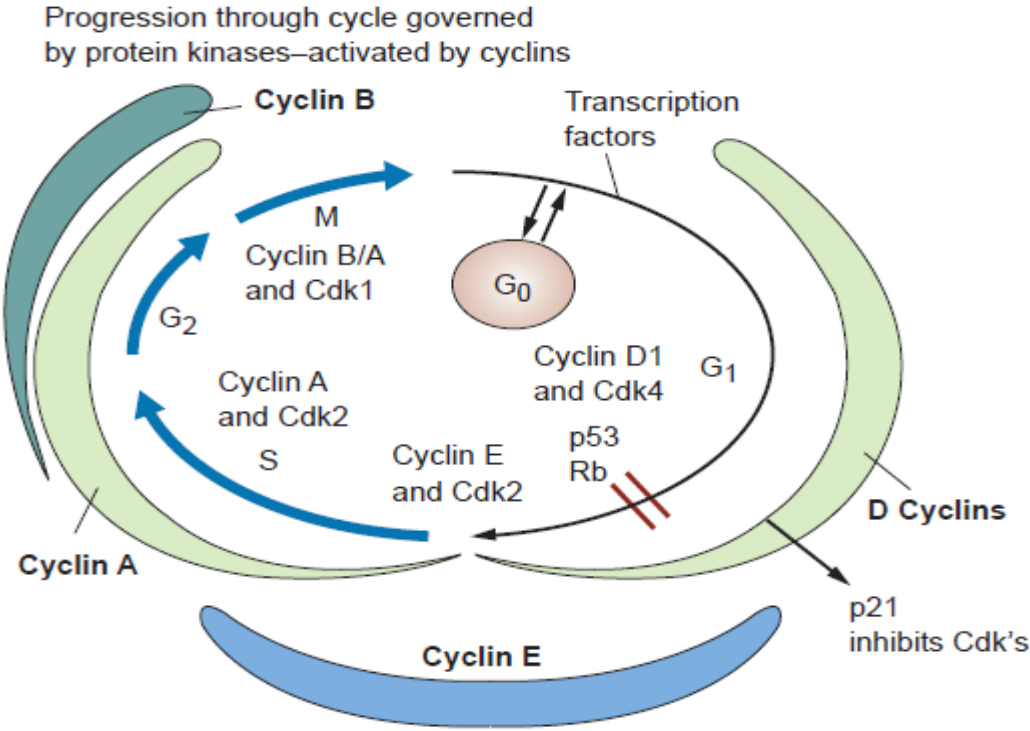 Progression through cycle governed
by protein kinases–activated by cyclins
Cyclin B
Transcription
factors
M
Cyclin B/A
and Cdk1
G0
G2
Cyclin D1
and Cdk4
G1
Cyclin A
and Cdk2
S
p53
Rb
Cyclin E
and Cdk2
D Cyclins
Cyclin A
p21
inhibits Cdk's
Cyclin E